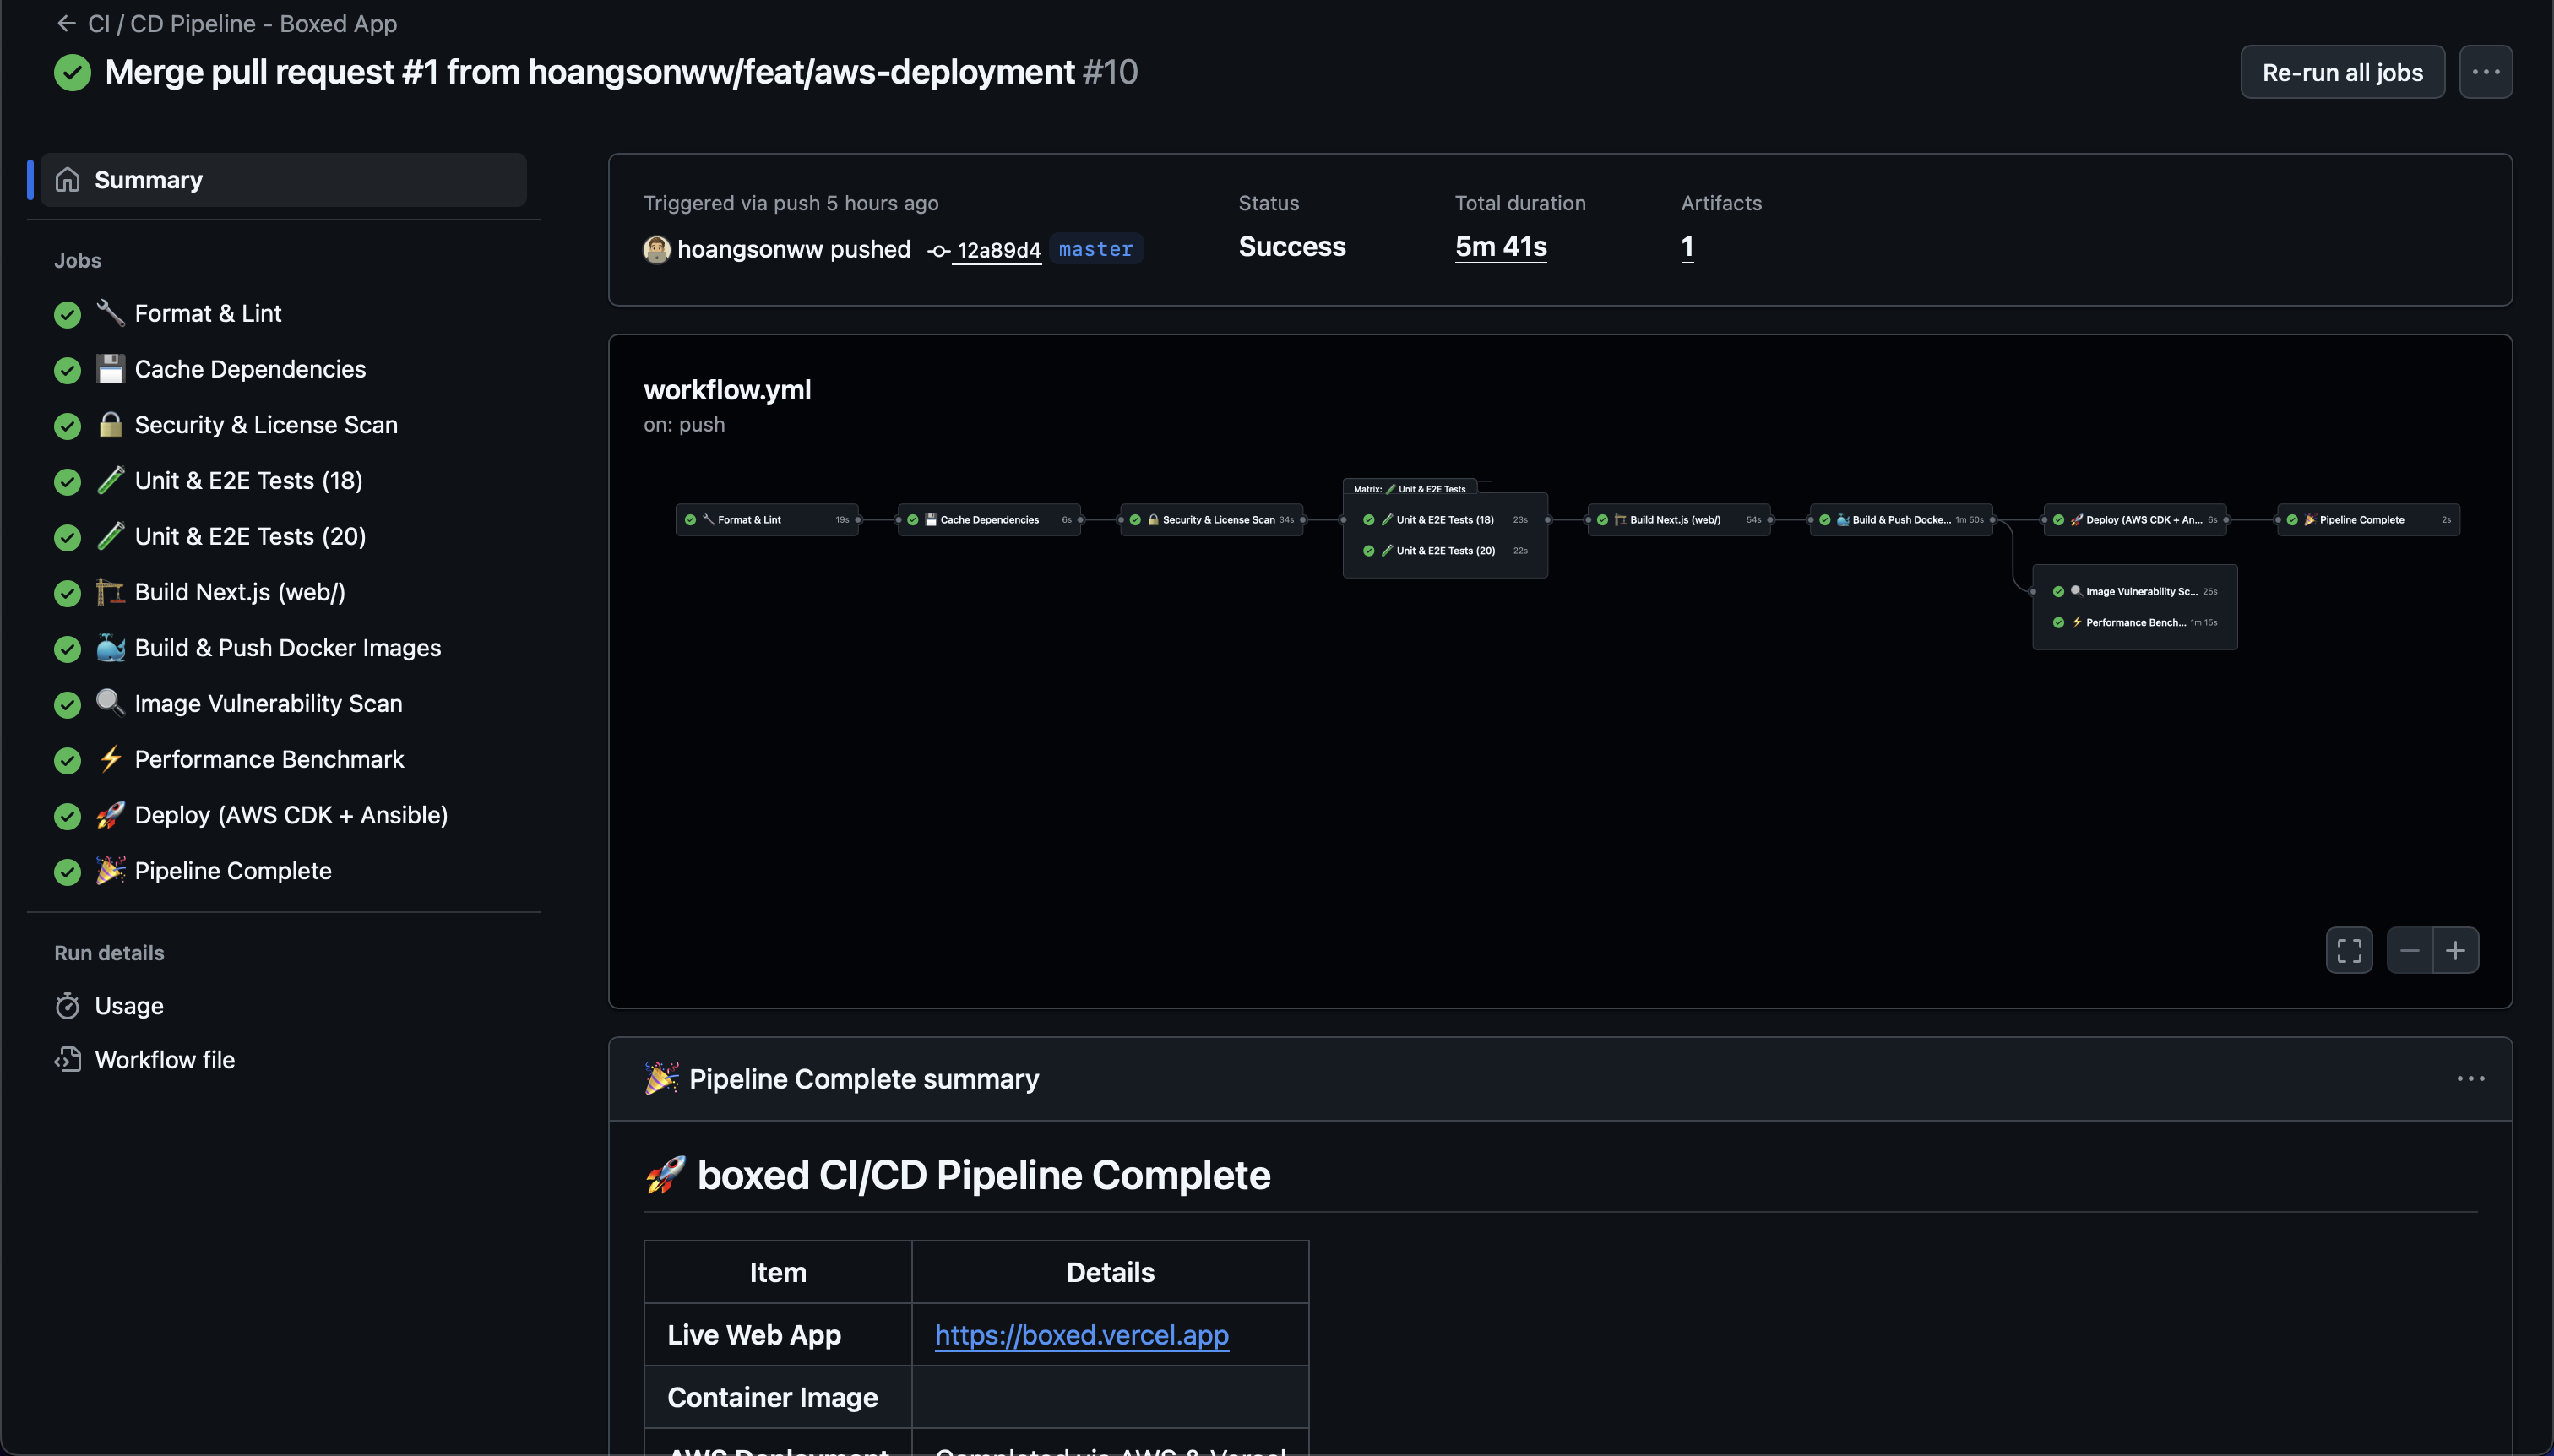 CI / CD Pipeline - Boxed App
Merge pull request #1 from hoangsonww/feat/aws-deployment #10
Re-run all jobs
Summary
Jobs
Format & Lint
Cache Dependencies
Security & License Scan
Unit & E2E Tests (18)
Unit & E2E Tests (20)
Build Next.js (web/)
Build & Push Docker Images
Image Vulnerability Scan
Performance Benchmark
Deploy (AWS CDK + Ansible)
Pipeline Complete
Run details
Usage
Workflow file
Triggered via push 5 hours ago
hoangsonww pushed 12a89d4 master
Status
Success
Total duration
5m 41s
Artifacts
1
workflow.yml
on: push
Format & Lint 19s
Cache Dependencies 6s
Security & License Scan 34s
Matrix: Unit & E2E Tests
Unit & E2E Tests (18) 23s
Unit & E2E Tests (20) 22s
Build Next.js (web/) 54s
Build & Push Docke... 1m 50s
Deploy (AWS CDK + An... 6s
Pipeline Complete 2s
Image Vulnerability Sc... 25s
Performance Bench... 1m 15s
Pipeline Complete summary
boxed CI/CD Pipeline Complete
Item Details
Live Web App https://boxed.vercel.app
Container Image
AWS Deployment Completed via AWS & Vercel